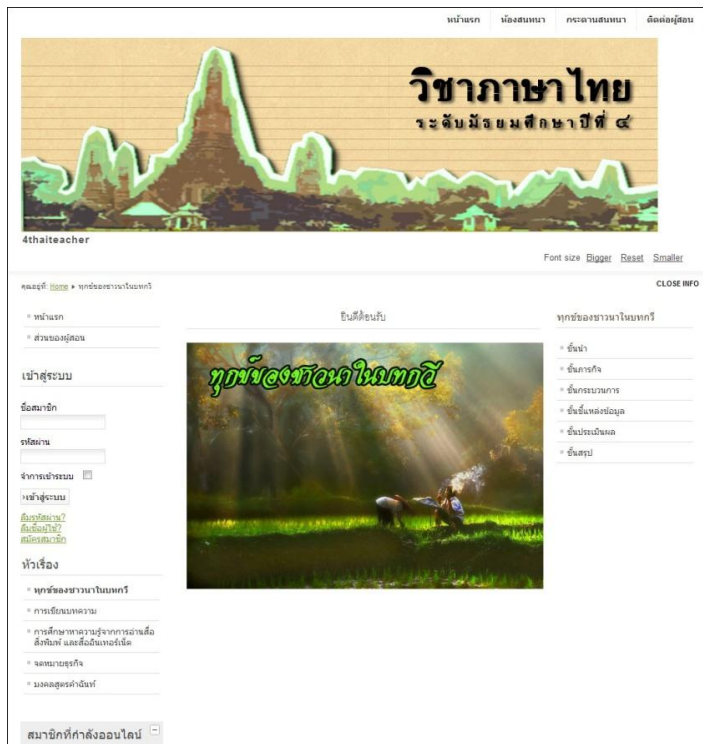 หน้าแรก ห้องสนทนา กระดานสนทนา ติดต่อผู้สอน
วิชาภาษาไทย
ระดับมัธยมศึกษาปีที่ ๔
4thaiteacher
Font size Bigger Reset Smaller
คุณอยู่ที่: Home ทุกข์ของชาวนาในบทกวี
CLOSE INFO
หน้าแรก
ส่วนของผู้สอน
เข้าสู่ระบบ
ชื่อสมาชิก
รหัสผ่าน
จำการเข้าระบบ
เข้าสู่ระบบ
ลืมรหัสผ่าน?
ลืมชื่อผู้ใช้?
สมัครสมาชิก
หัวเรื่อง
ทุกข์ของชาวนาในบทกวี
การเขียนบทความ
การศึกษาหาความรู้จากการอ่านสื่อ
สิ่งพิมพ์ และสื่ออินเทอร์เน็ต
จดหมายธุรกิจ
มงคลสูตรคำฉันท์
สมาชิกที่กำลังออนไลน์
ยินดีต้อนรับ
ทุกข์ของชาวนาในบทกวี
ทุกข์ของชาวนาในบทกวี
ขั้นนำ
ขั้นภารกิจ
ขั้นกระบวนการ
ขั้นชี้แหล่งข้อมูล
ขั้นประเมินผล
ขั้นสรุป